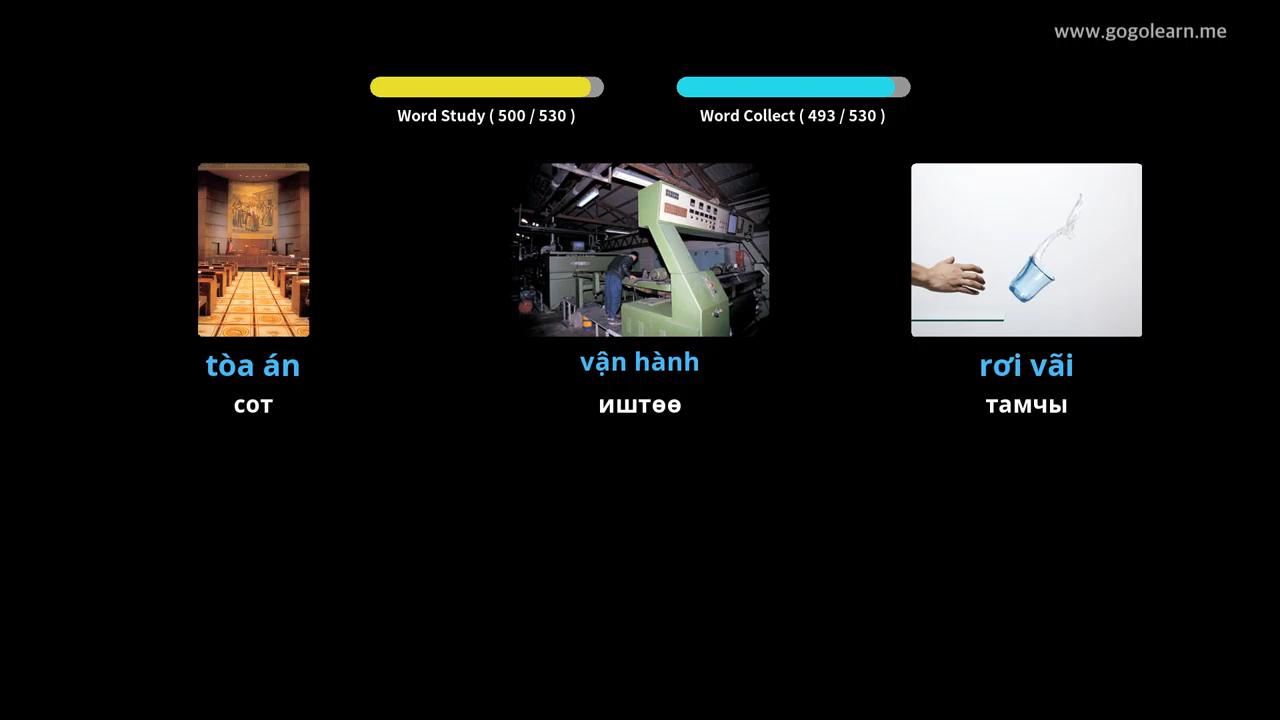 www.gogolearn.me
Word Study ( 500 / 530 )
Word Collect ( 493 / 530 )
tòa án
vận hành
rơi vãi
сот
иштөө
тамчы